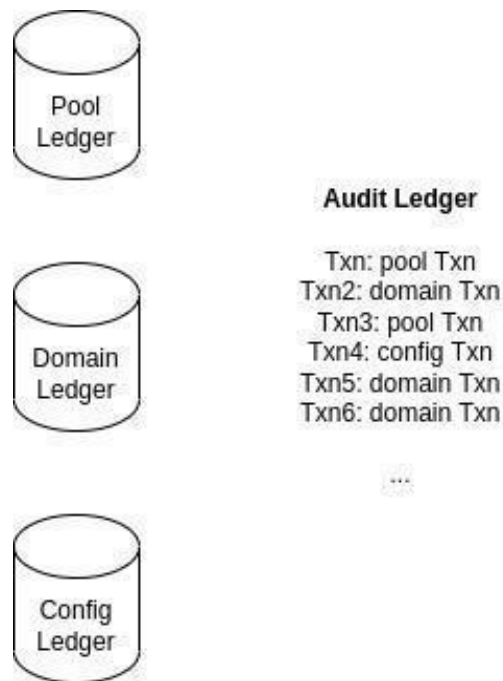 Pool
Ledger
Audit Ledger
Txn: pool Txn
Txn2: domain Txn
Txn3: pool Txn
Txn4: config Txn
Txn5: domain Txn
Txn6: domain Txn
...
Domain
Ledger
Config
Ledger